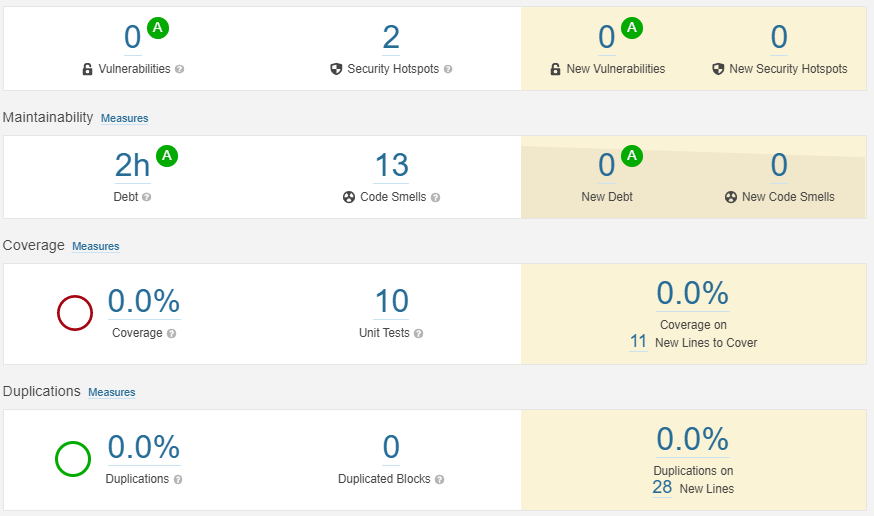 0 A 2 0 A 0
Vulnerabilities ? Security Hotspots ? New Vulnerabilities New Security Hotspots
Maintainability Measures
2h A 13 0 A 0
Debt ? Code Smells ? New Debt New Code Smells
Coverage Measures
0.0% 10 0.0%
Coverage ? Unit Tests ? Coverage on
11 New Lines to Cover
Duplications Measures
0.0% 0 0.0%
Duplications ? Duplicated Blocks ? Duplications on
28 New Lines